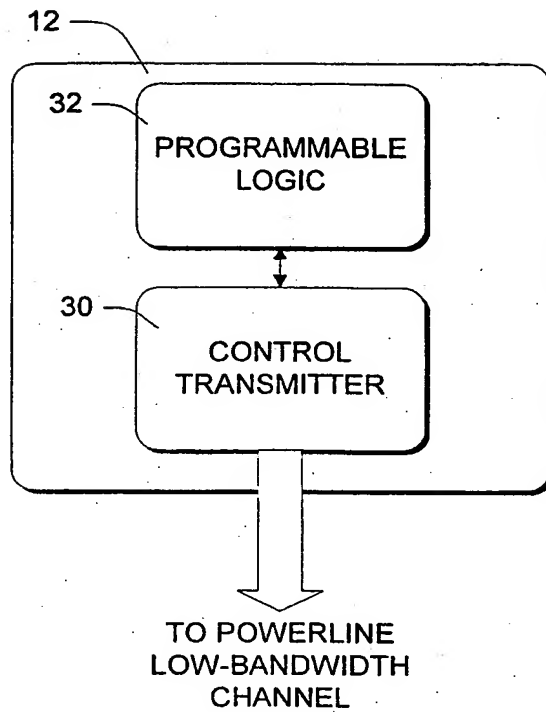 12
32
PROGRAMMABLE
LOGIC
30
CONTROL
TRANSMITTER
TO POWERLINE
LOW-BANDWIDTH
CHANNEL